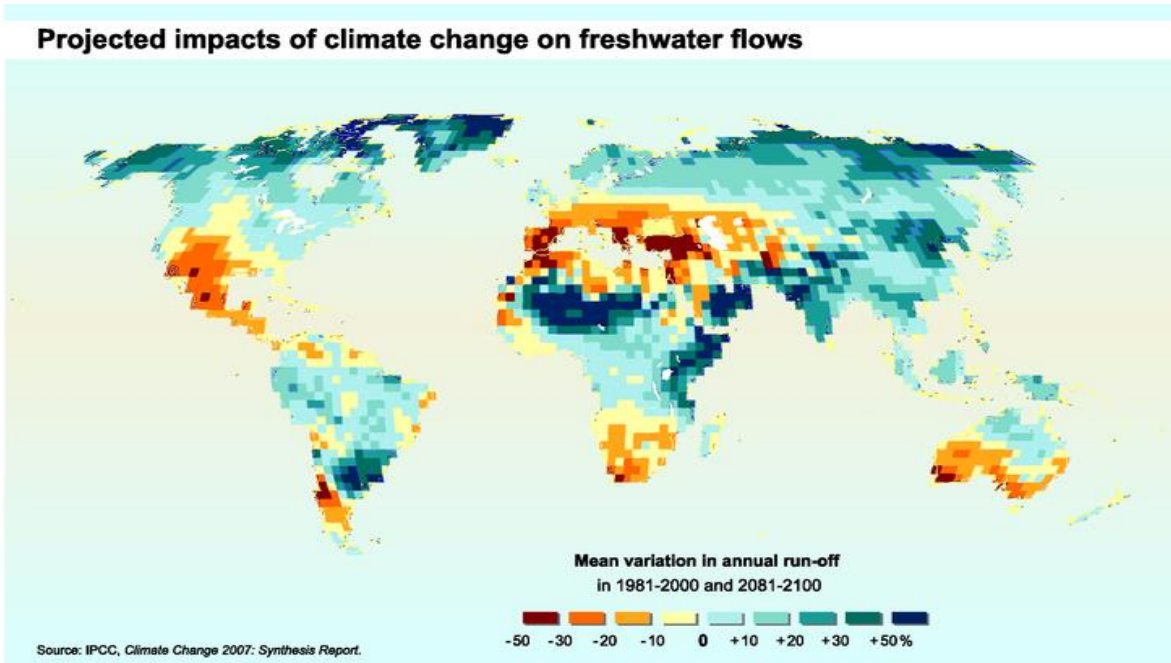 Projected impacts of climate change on freshwater flows
Mean variation in annual run-off
in 1981-2000 and 2081-2100
-50 -30 -20 -10 0 +10 +20 +30 +50%
Source: IPCC, Climate Change 2007: Synthesis Report.